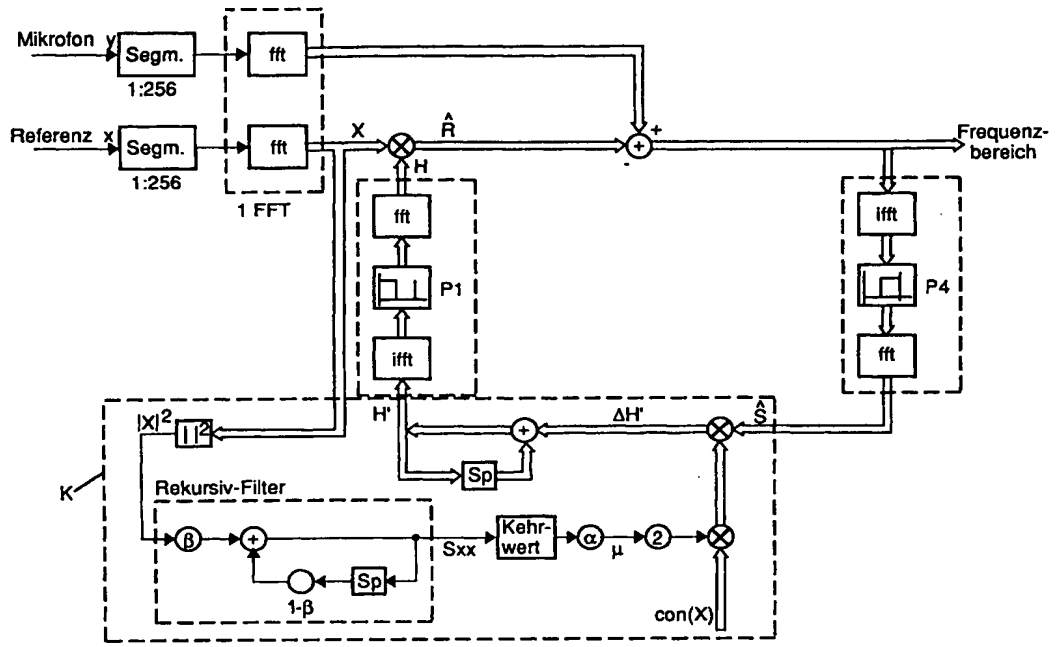 Mikrofon y
Segm.
1:256
fft
Referenz x
Segm.
1:256
fft
1 FFT
X
^
R
H
+
-
+
Frequenz-
bereich
fft
P1
ifft
ifft
P4
fft
H'
|X|²
| |²
+
ΔH'
^
S
Sp
K
Rekursiv-Filter
β
+
Sxx
Kehr-
wert
α
μ
2
Sp
1-β
con(X)